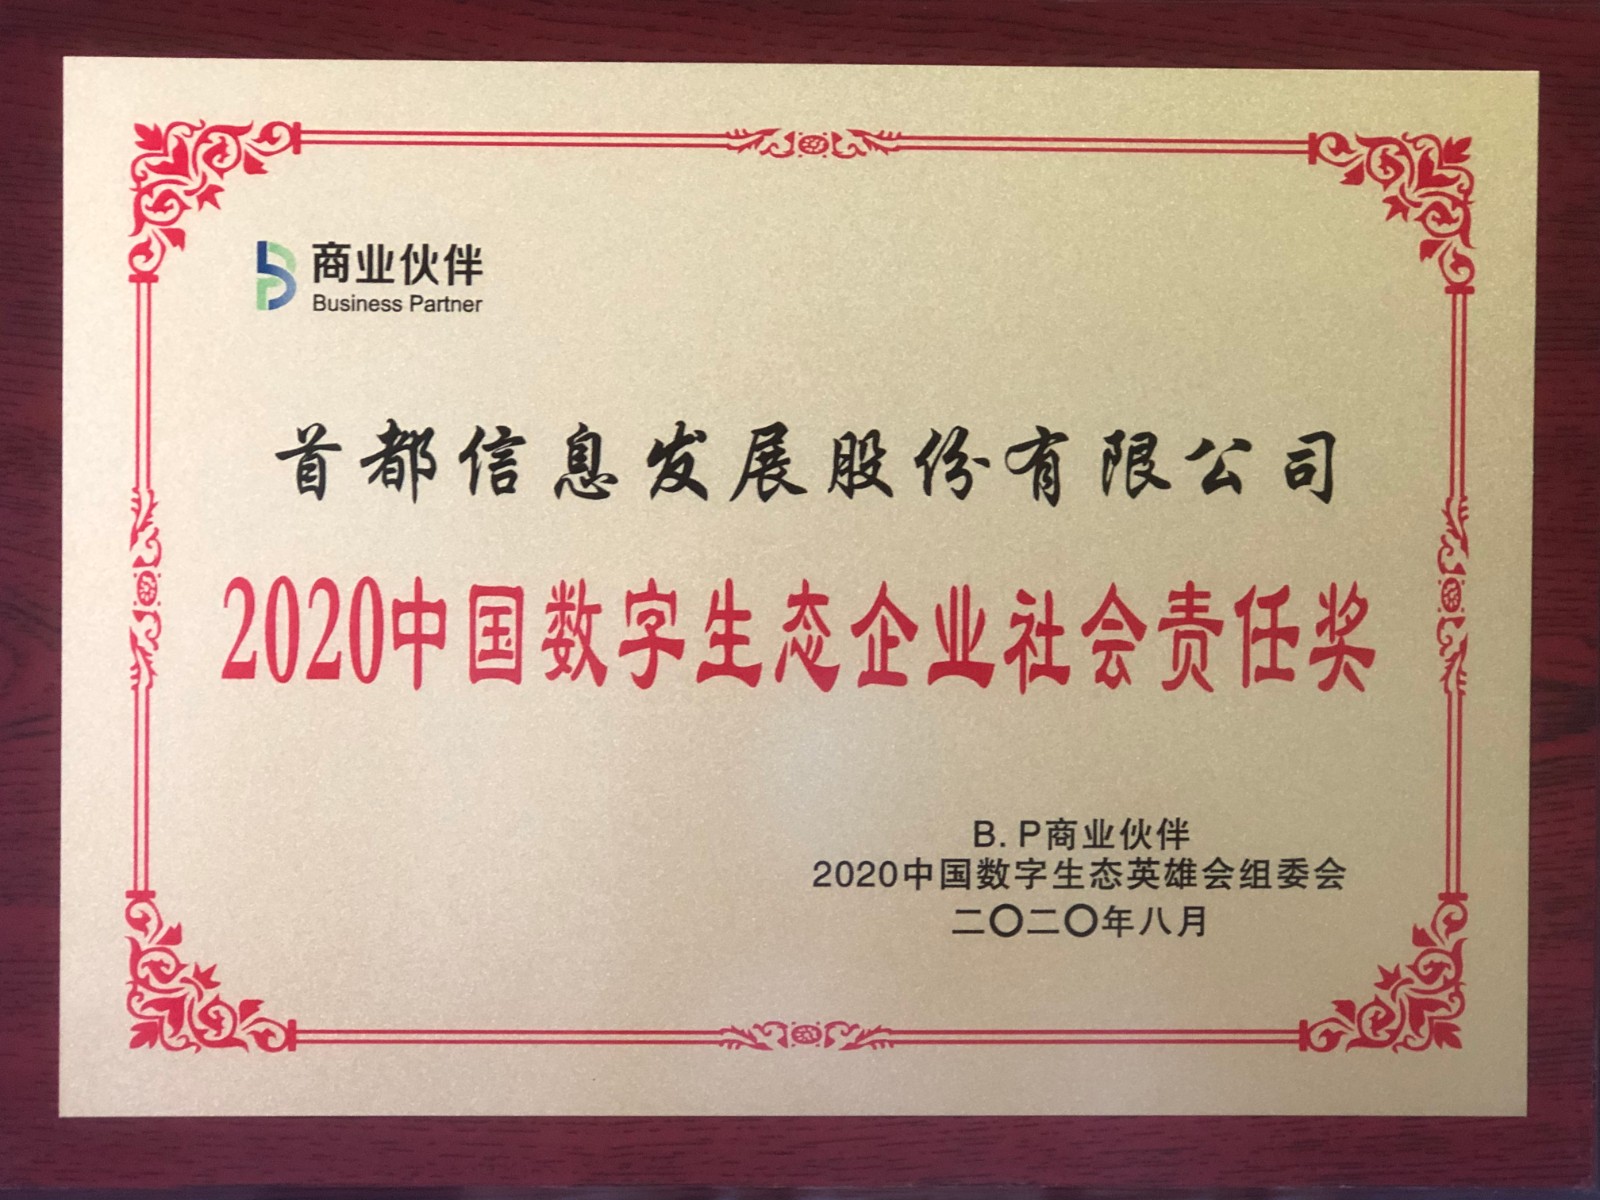 商业伙伴
Business Partner
首都信息发展股份有限公司
2020中国数字生态企业社会责任奖
B.P商业伙伴
2020中国数字生态英雄会组委会
二〇二〇年八月